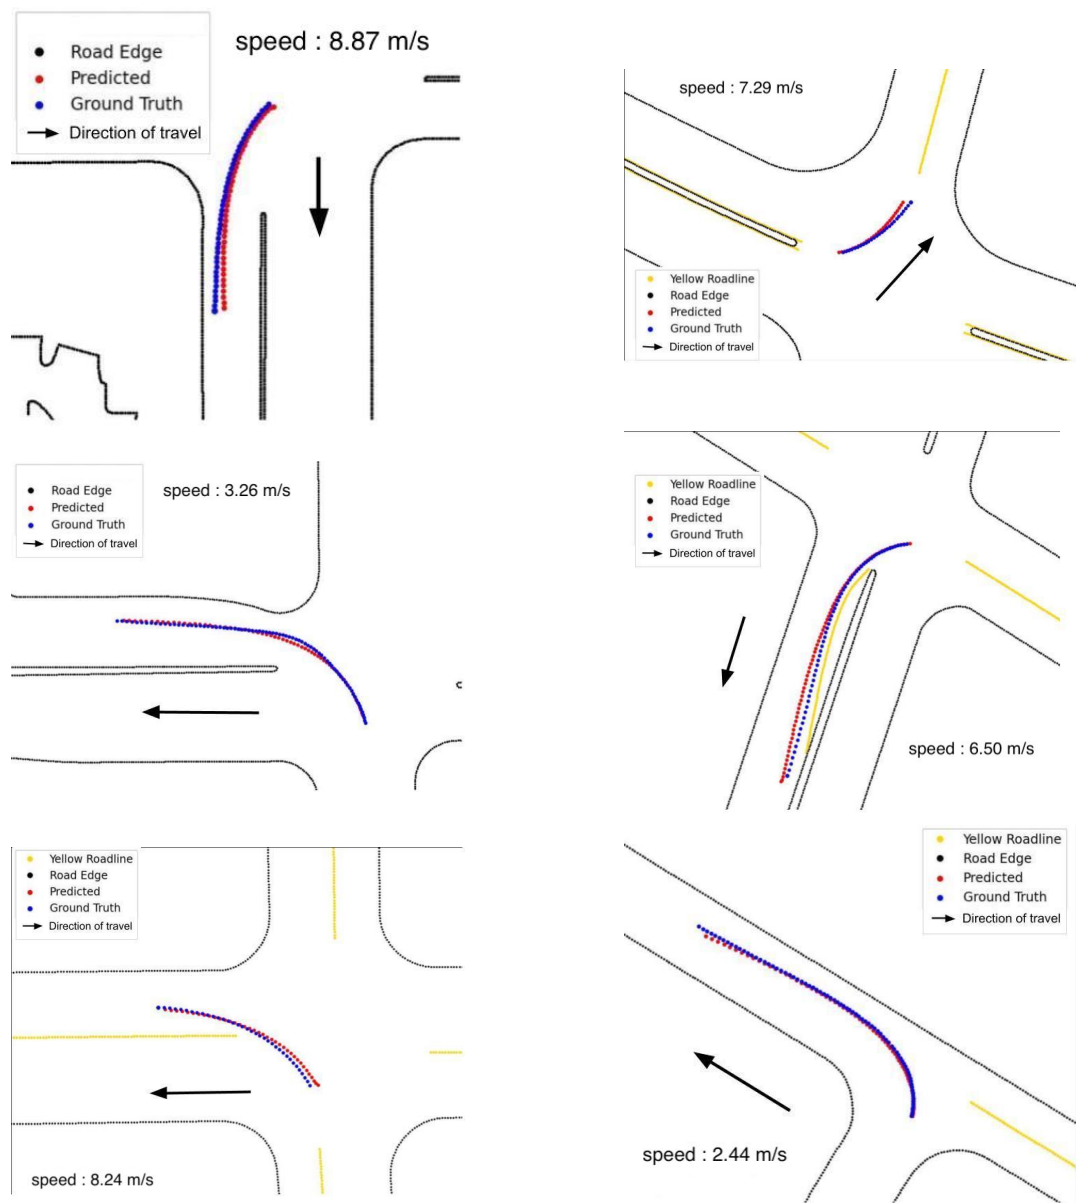 Road Edge
Predicted
Ground Truth
Direction of travel
speed : 8.87 m/s
speed : 7.29 m/s
Yellow Roadline
Road Edge
Predicted
Ground Truth
Direction of travel
Road Edge
Predicted
Ground Truth
Direction of travel
speed : 3.26 m/s
Yellow Roadline
Road Edge
Predicted
Ground Truth
Direction of travel
speed : 6.50 m/s
Yellow Roadline
Road Edge
Predicted
Ground Truth
Direction of travel
speed : 8.24 m/s
Yellow Roadline
Road Edge
Predicted
Ground Truth
Direction of travel
speed : 2.44 m/s